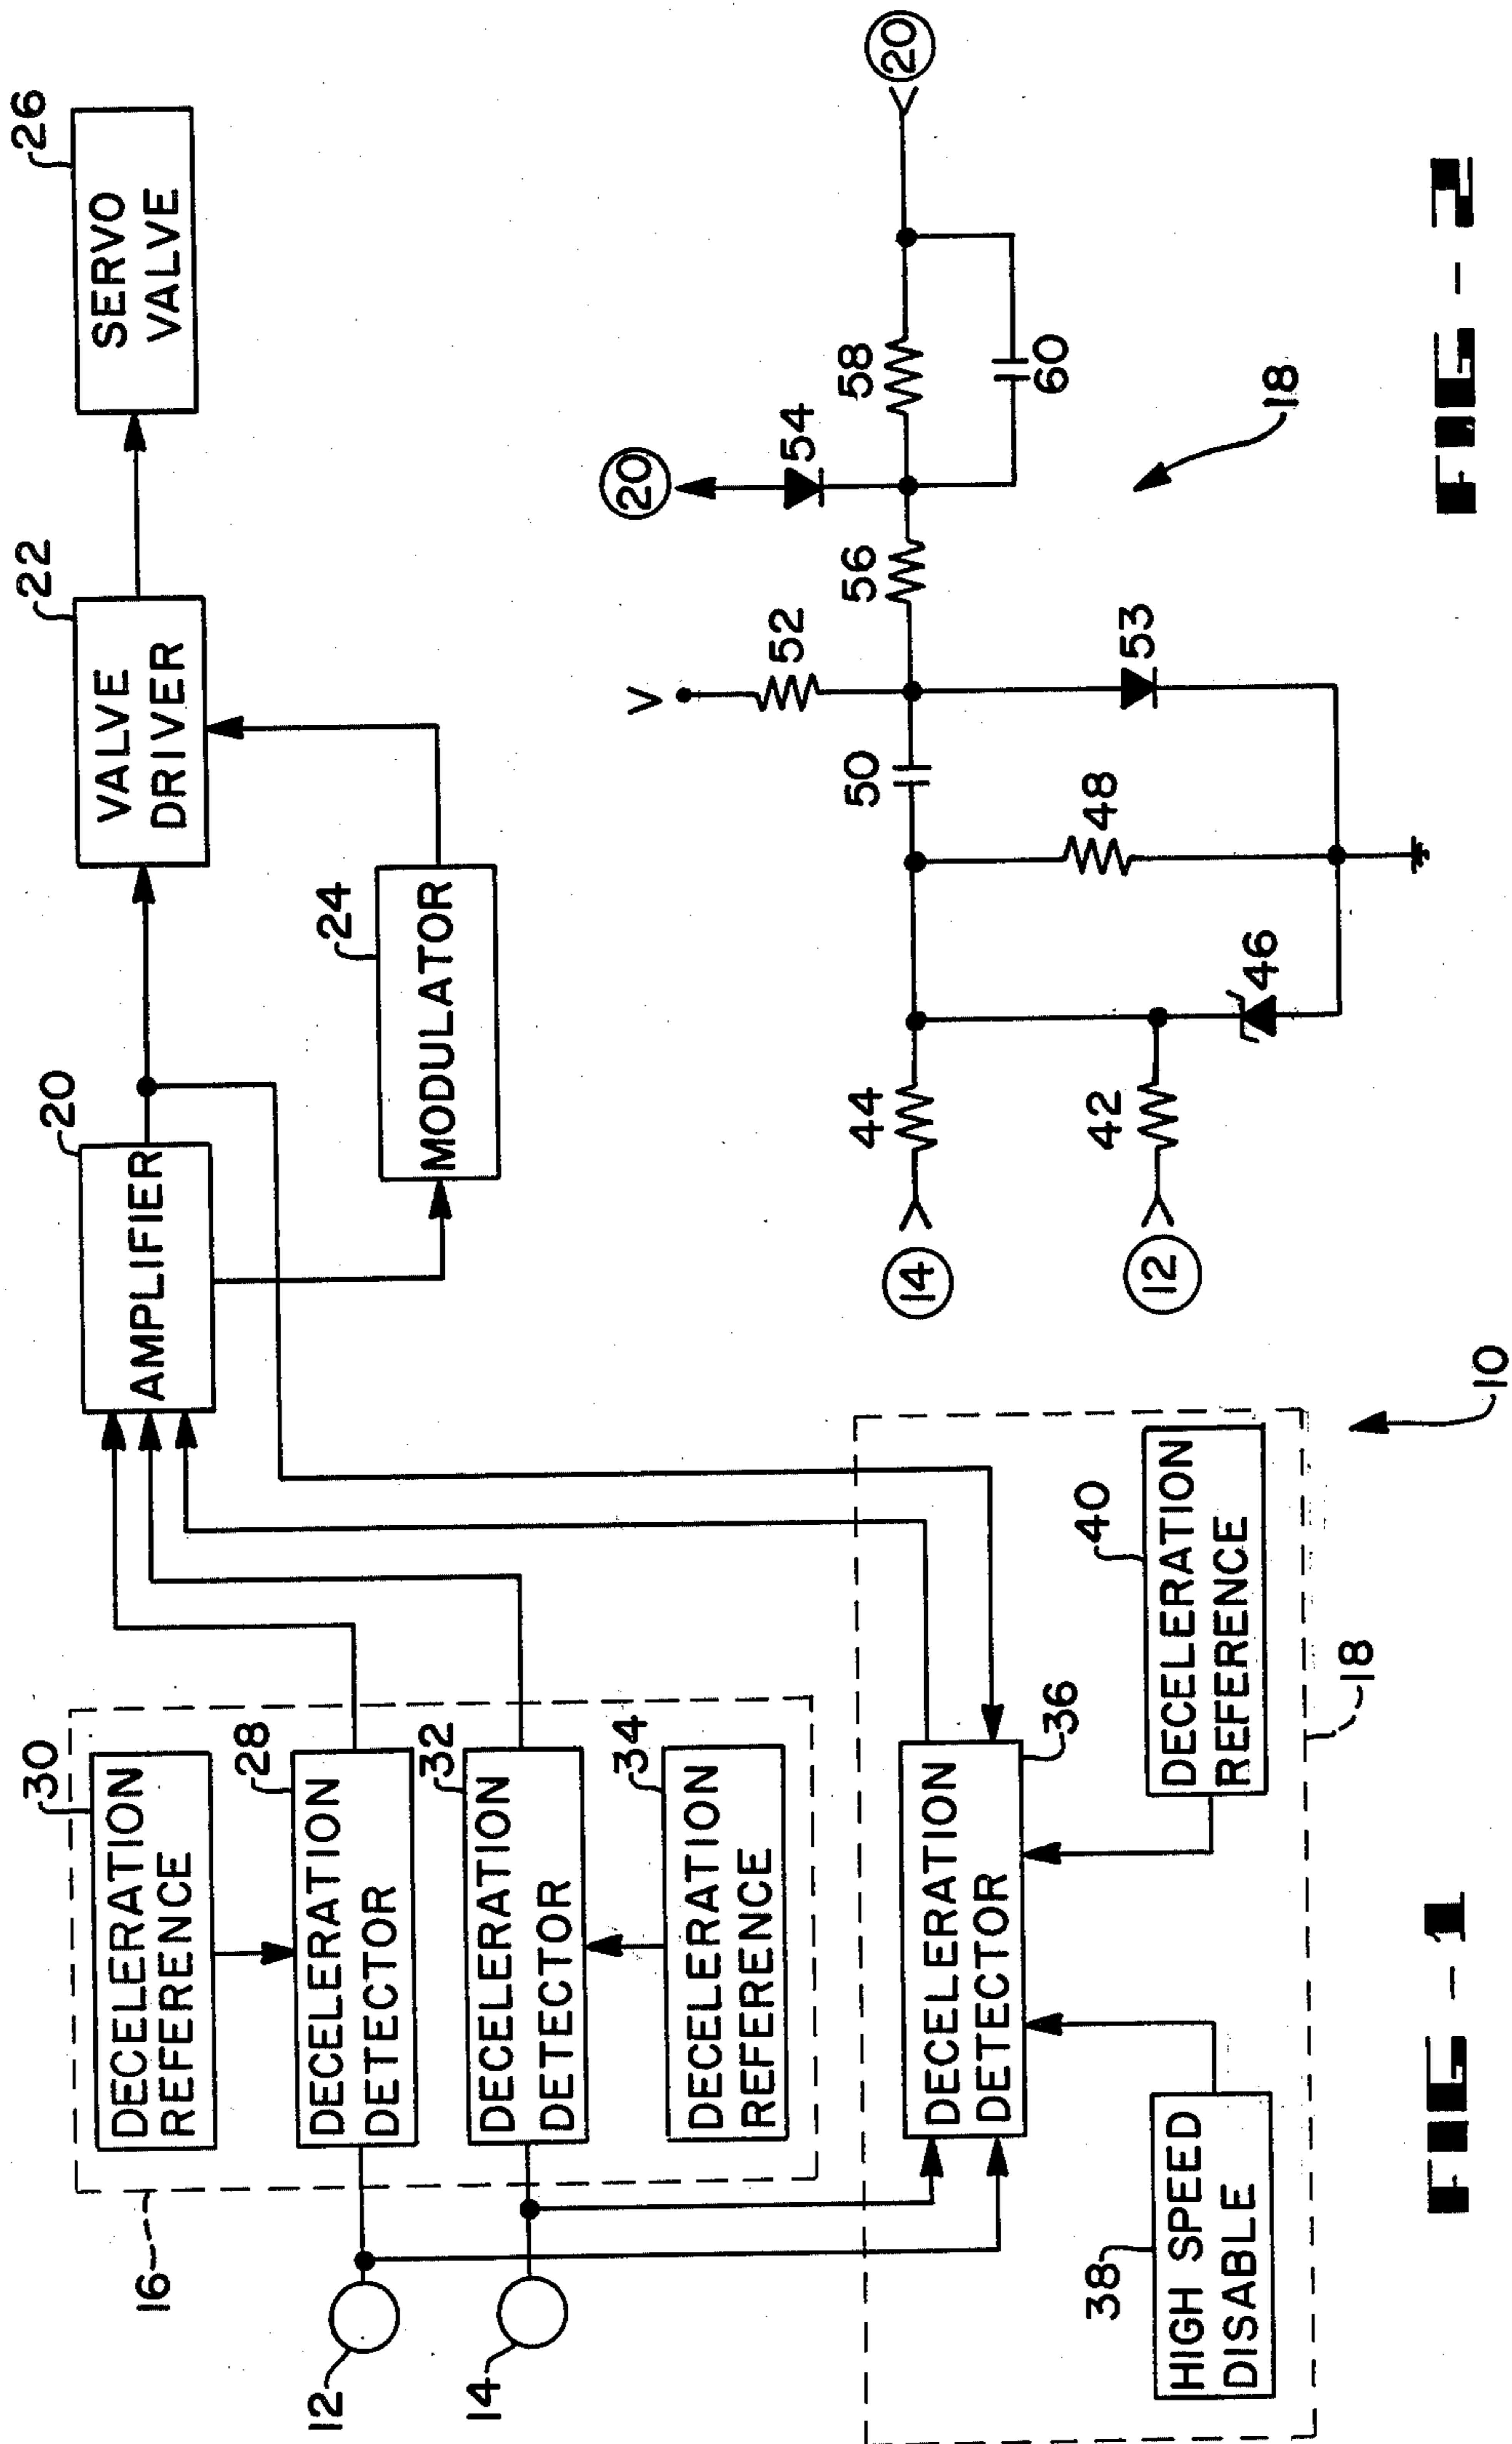 30
DECELERATION
REFERENCE
28
DECELERATION
DETECTOR
32
DECELERATION
DETECTOR
34
DECELERATION
REFERENCE
16
12
14
20
AMPLIFIER
22
VALVE
DRIVER
24
MODULATOR
26
SERVO
VALVE
DECELERATION
DETECTOR
36
38
HIGH SPEED
DISABLE
40
DECELERATION
REFERENCE
18
10
FIG - 1
14
44
12
42
46
48
50
V
52
53
56
54
20
58
60
20
18
FIG - 2